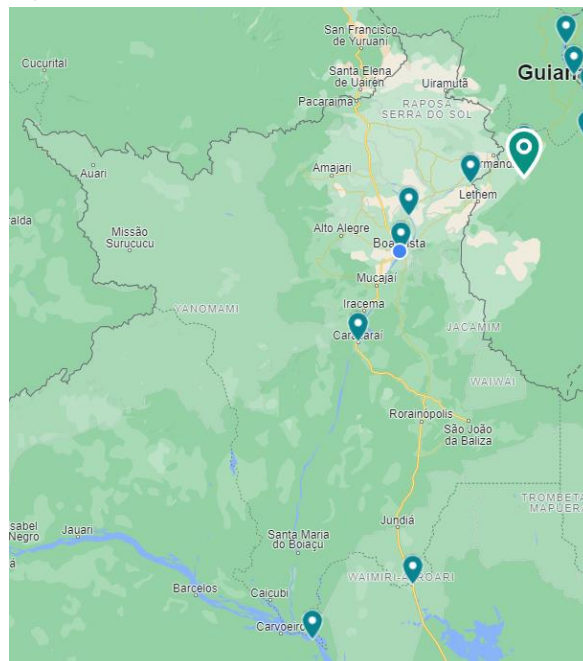 San Francisco
de Yuruaní
Cucurital
Santa Elena
de Uairén
Uiramutã
Guian
Pacaraima
RAPOSA
SERRA DO SOL
Auari
Amajari
Lethem
Alto Alegre
Missão
Surucucu
Mucajaí
YANOMAMI
Iracema
JACAMIM
WAIWAI
Rorainópolis
São João
da Baliza
TROMBETA
MAPUERA
Jundiá
Jauari
Negro
Santa Maria
do Boiaçu
Barcelos
Caicubi
Carvoeiro